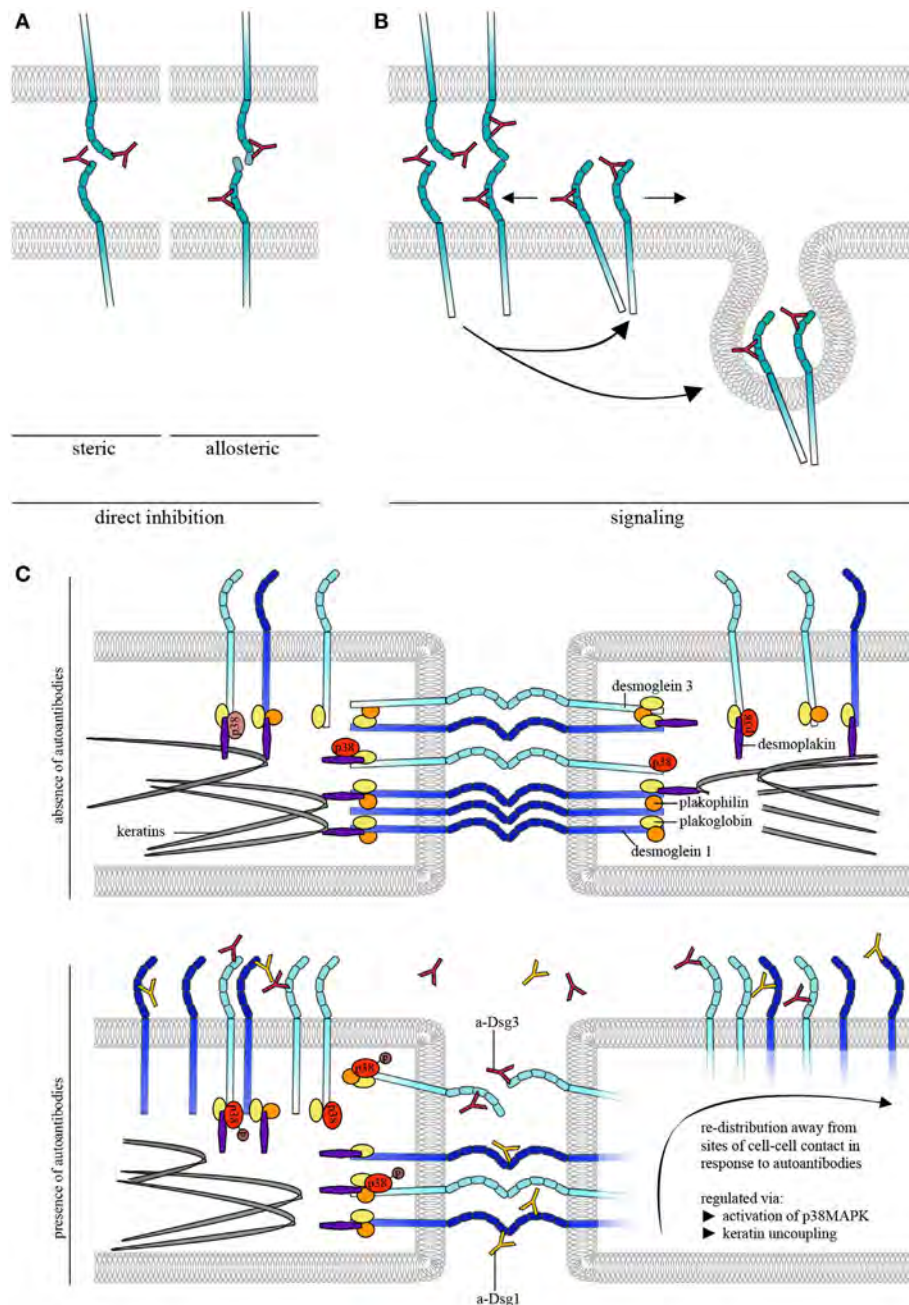 A
B
steric
allosteric
direct inhibition
signaling
C
absence of autoantibodies
p38
p38
keratins
desmoglein 3
p38
p38
desmoplakin
plakophilin
plakoglobin
desmoglein 1
presence of autoantibodies
p38
P
p38
P
p38
p38
P
a-Dsg3
a-Dsg1
re-distribution away from
sites of cell-cell contact in
response to autoantibodies
regulated via:
► activation of p38MAPK
► keratin uncoupling